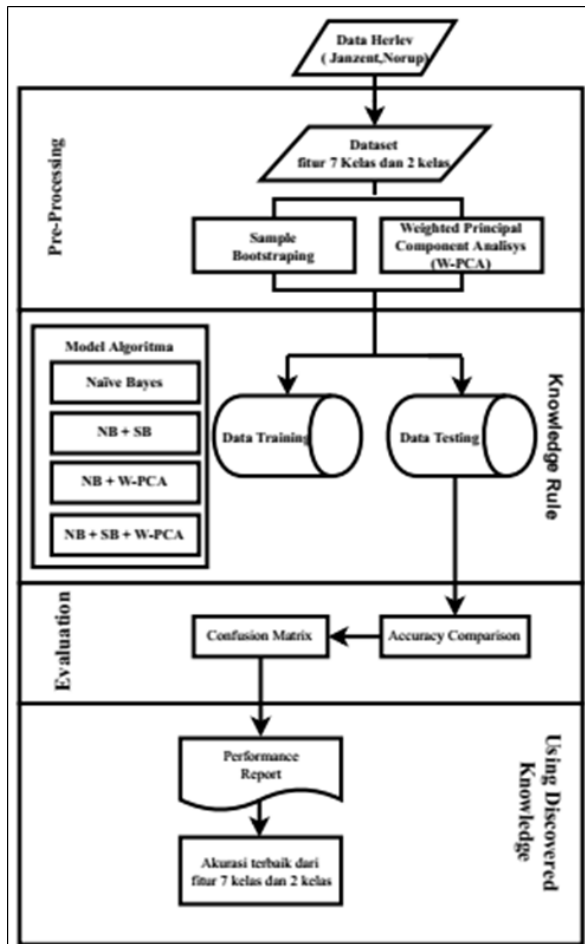 Data Herlev
( Janzent,Norup)
Pre-Processing
Dataset
fitur 7 Kelas dan 2 kelas
Sample
Bootstraping
Weighted Principal
Component Analisys
(W-PCA)
Knowledge Rule
Model Algoritma
Naïve Bayes
NB + SB
NB + W-PCA
NB + SB + W-PCA
Data Training
Data Testing
Evaluation
Confusion Matrix
Accuracy Comparison
Using Discovered
Knowledge
Performance
Report
Akurasi terbaik dari
fitur 7 kelas dan 2 kelas